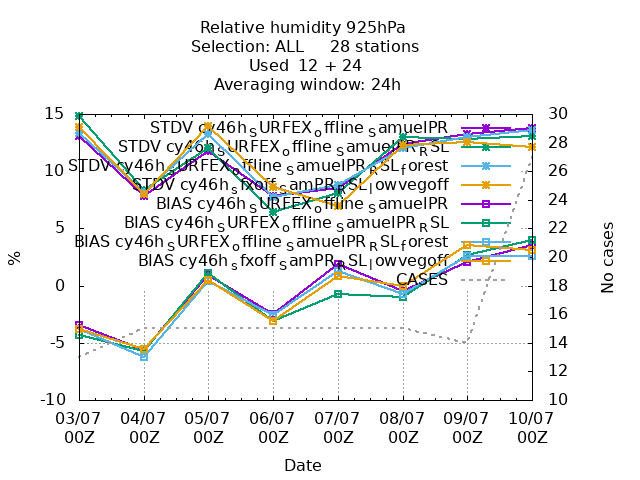 Relative humidity 925hPa
Selection: ALL 28 stations
Used 12 + 24
Averaging window: 24h
STDV cy46h_SURFEX_offline_SamuelPR
STDV cy46h_SURFEX_offline_SamuelPR_RSL
STDV cy46h_SURFEX_offline_SamuelPR_RSL_forest
STDV cy46h_sfxoff_SamPR_RSL_lowvegoff
BIAS cy46h_SURFEX_offline_SamuelPR
BIAS cy46h_SURFEX_offline_SamuelPR_RSL
BIAS cy46h_SURFEX_offline_SamuelPR_RSL_forest
BIAS cy46h_sfxoff_SamPR_RSL_lowvegoff
CASES
15
10
5
0
-5
-10
%
30
28
26
24
22
20
18
16
14
12
10
No cases
03/07 04/07 05/07 06/07 07/07 08/07 09/07 10/07
00Z 00Z 00Z 00Z 00Z 00Z 00Z 00Z
Date